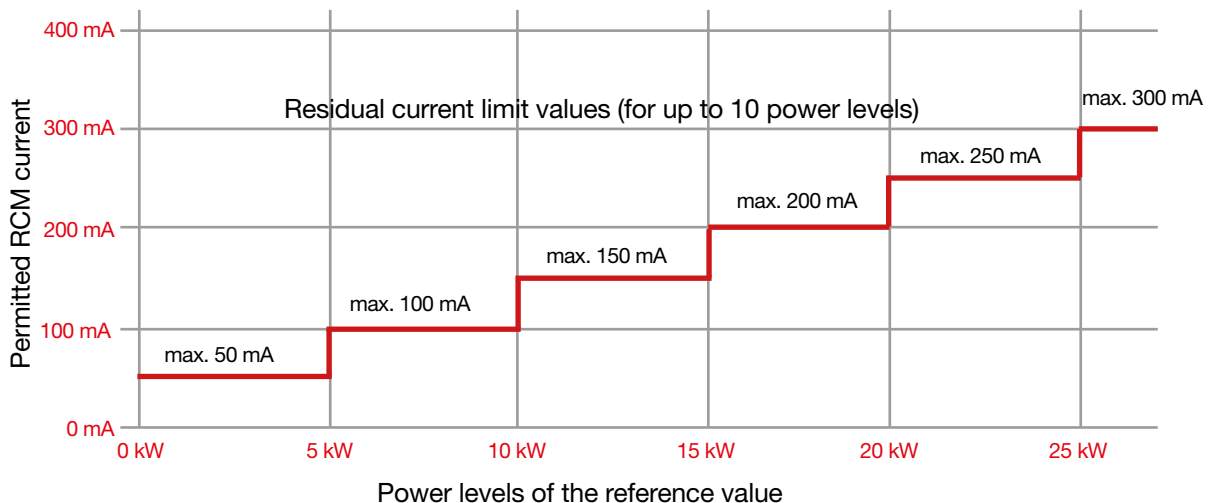 400 mA
Residual current limit values (for up to 10 power levels)
max. 300 mA
300 mA
max. 250 mA
max. 200 mA
200 mA
max. 150 mA
max. 100 mA
100 mA
max. 50 mA
0 mA
Permitted RCM current
0 kW
5 kW
10 kW
15 kW
20 kW
25 kW
Power levels of the reference value